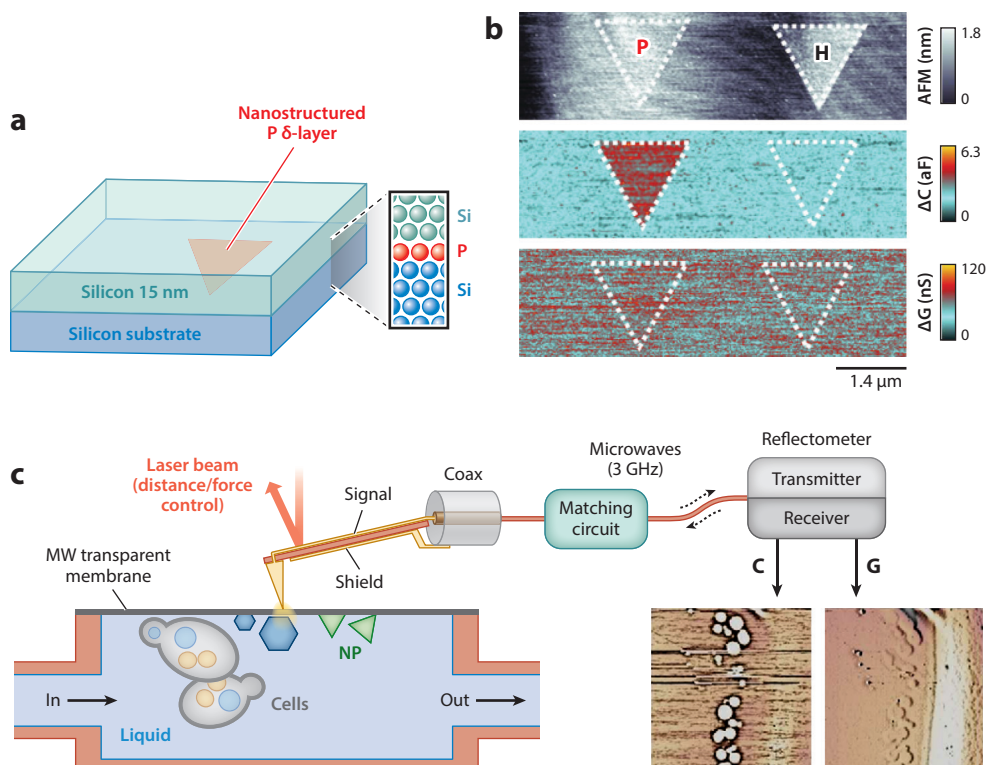 a
Nanostructured
P δ-layer
Silicon 15 nm
Silicon substrate
Si
P
Si
b
P
H
1.8
AFM (nm)
0
6.3
ΔC (aF)
0
120
ΔG (nS)
0
1.4 µm
c
Laser beam
(distance/force
control)
Signal
Shield
Coax
Microwaves
(3 GHz)
Matching
circuit
Reflectometer
Transmitter
Receiver
C
G
MW transparent
membrane
NP
Cells
In
Out
Liquid